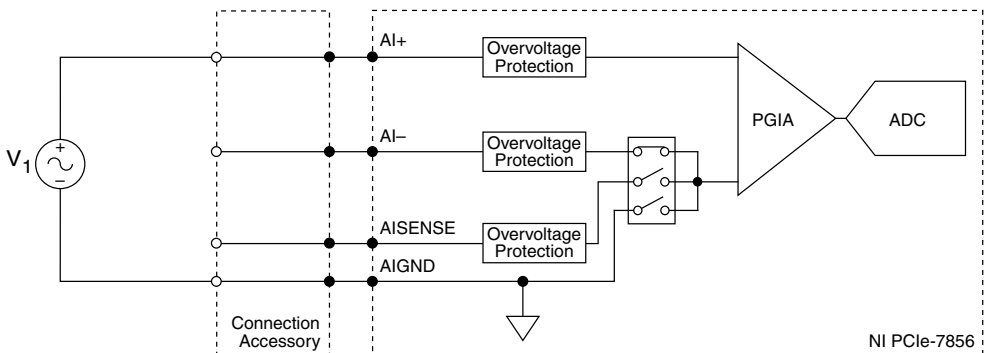 AI+
Overvoltage
Protection
PGIA
ADC
AI–
Overvoltage
Protection
V1
+
–
AISENSE
Overvoltage
Protection
AIGND
Connection
Accessory
NI PCIe-7856